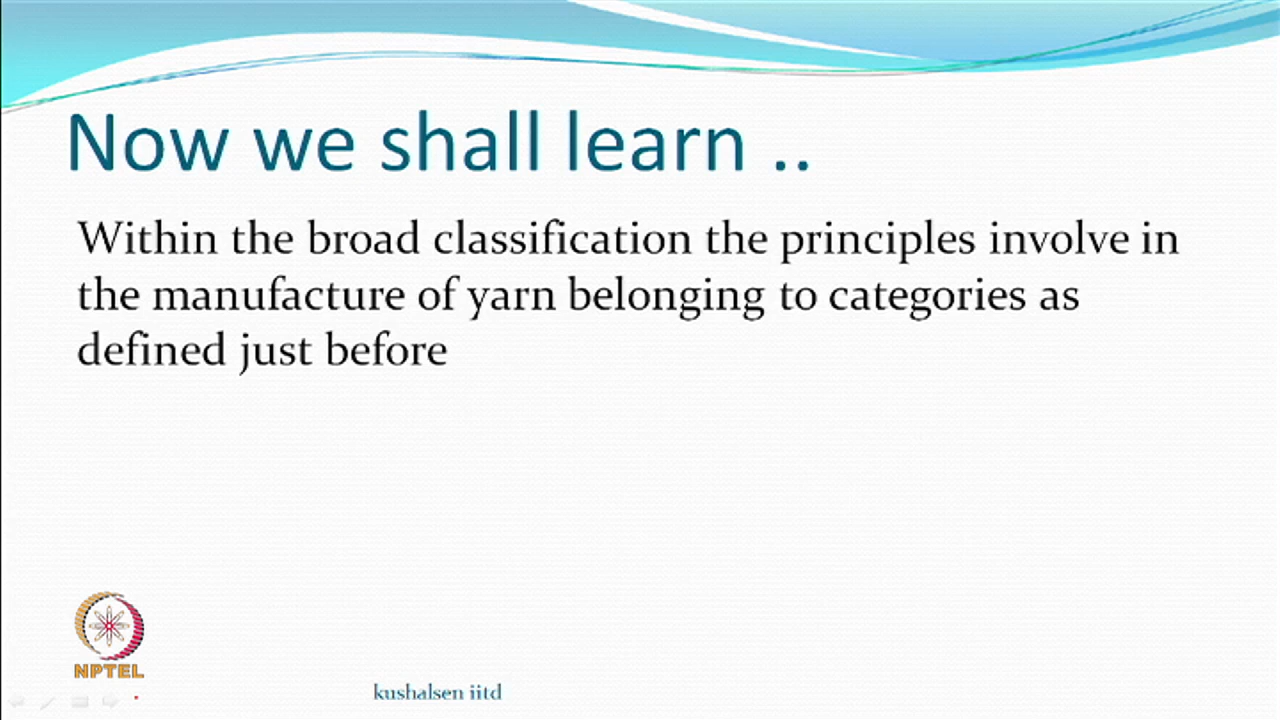 Now we shall learn ..
Within the broad classification the principles involve in
the manufacture of yarn belonging to categories as
defined just before
NPTEL
kushalsen iitd